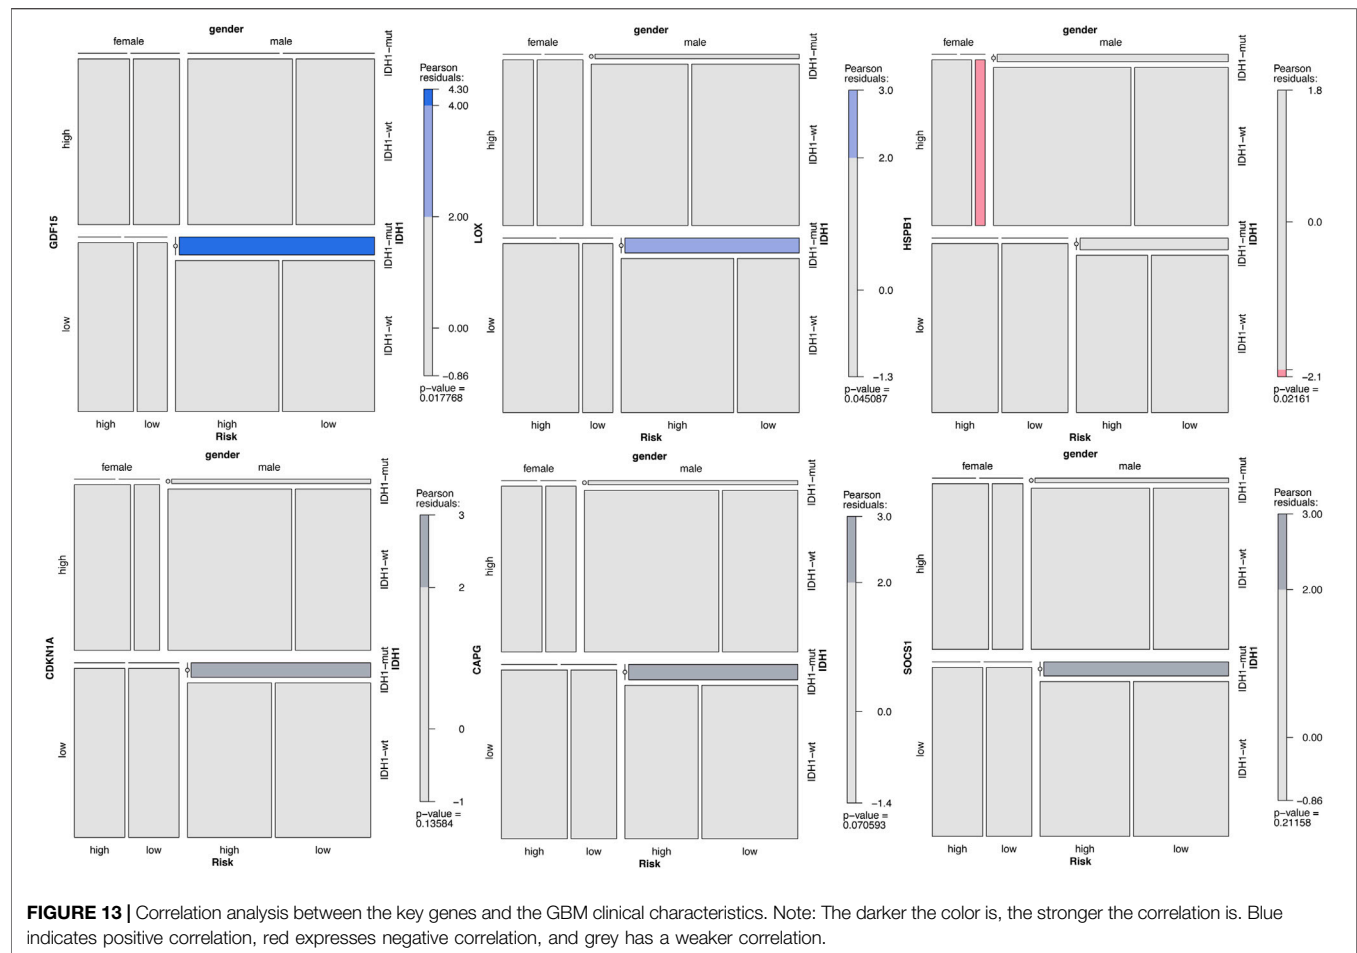 gender
female male
IDH1-mut
IDH1-wt
IDH1-mut
IDH1-wt
IDH1
high
low
GDF15
high low high low
Risk
Pearson
residuals:
4.30
4.00
2.00
0.00
−0.86
p-value =
0.017768
gender
female male
IDH1-mut
IDH1-wt
IDH1-mut
IDH1-wt
IDH1
high
low
LOX
high low high low
Risk
Pearson
residuals:
3.0
2.0
0.0
−1.3
p-value =
0.045087
gender
female male
IDH1-mut
IDH1-wt
IDH1-mut
IDH1-wt
IDH1
high
low
HSPB1
high low high low
Risk
Pearson
residuals:
1.8
0.0
−2.1
p-value =
0.02161
gender
female male
IDH1-mut
IDH1-wt
IDH1-mut
IDH1-wt
IDH1
high
low
CDKN1A
high low high low
Risk
Pearson
residuals:
3
2
0
−1
p-value =
0.13584
gender
female male
IDH1-mut
IDH1-wt
IDH1-mut
IDH1-wt
IDH1
high
low
CAPG
high low high low
Risk
Pearson
residuals:
3.0
2.0
0.0
−1.4
p-value =
0.070593
gender
female male
IDH1-mut
IDH1-wt
IDH1-mut
IDH1-wt
IDH1
high
low
SOCS1
high low high low
Risk
Pearson
residuals:
3.00
2.00
0.00
−0.86
p-value =
0.21158
FIGURE 13 | Correlation analysis between the key genes and the GBM clinical characteristics. Note: The darker the color is, the stronger the correlation is. Blue
indicates positive correlation, red expresses negative correlation, and grey has a weaker correlation.